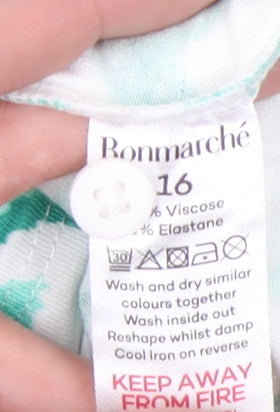 Bonmarché
16
% Viscose
% Elastane
30
Wash and dry similar
colours together
Wash inside out
Reshape whilst damp
Cool Iron on reverse
KEEP AWAY
FROM FIRE